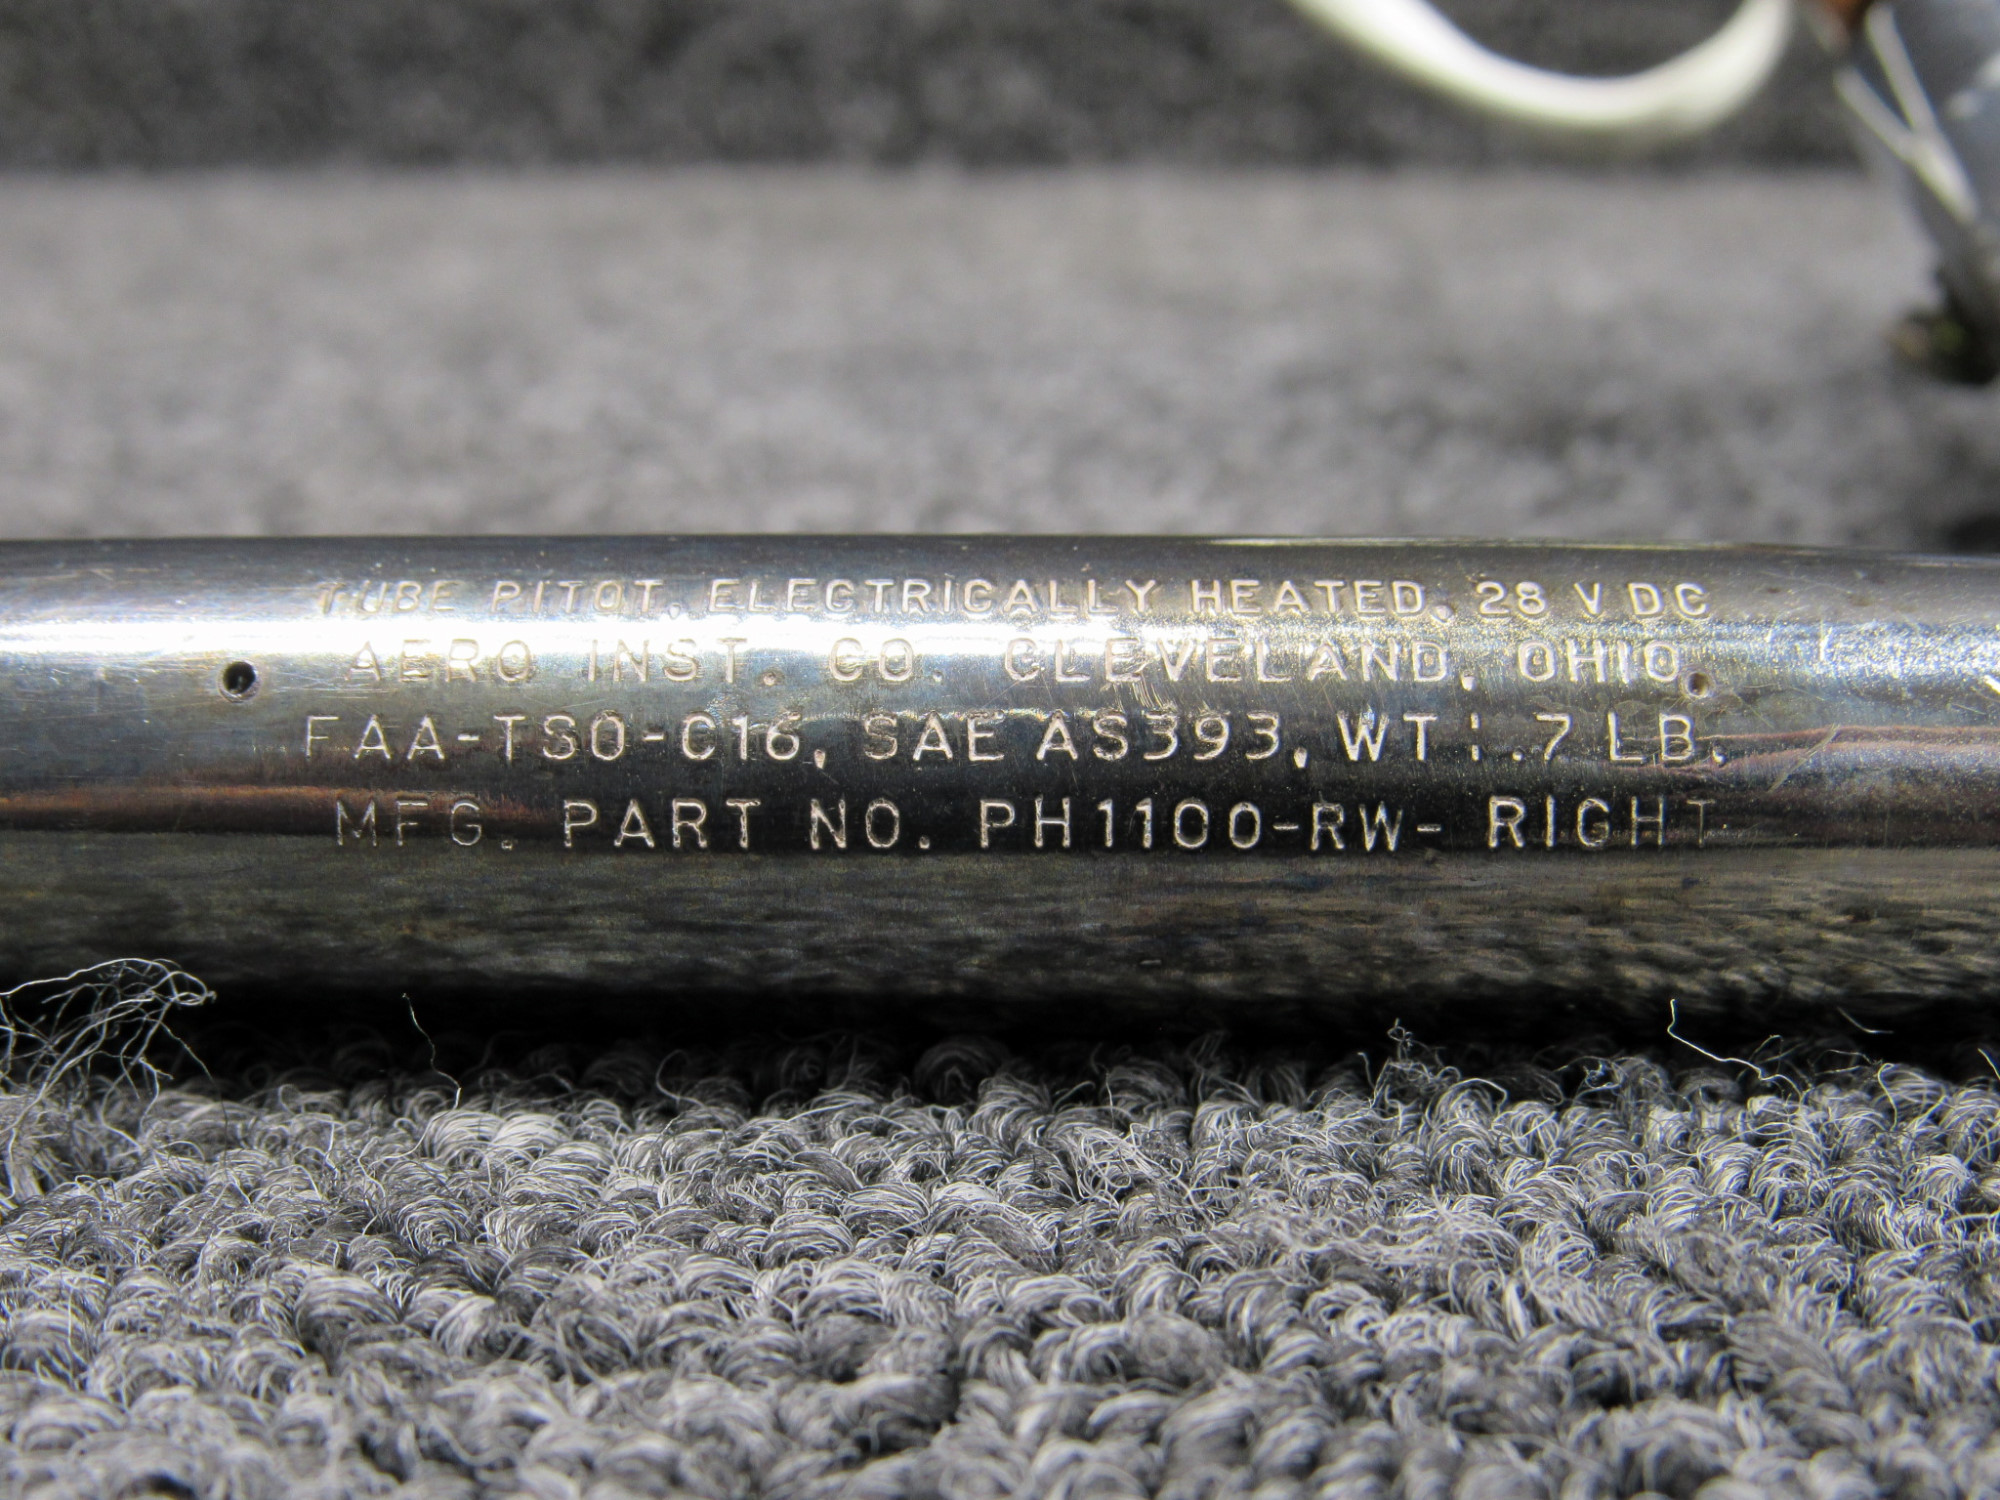 TUBE PITOT, ELECTRICALLY HEATED, 28 VDC
AERO INST. CO. CLEVELAND, OHIO.
FAA-TSO-C16, SAE AS393, WT: .7 LB.
MFG. PART NO. PH1100-RW- RIGHT